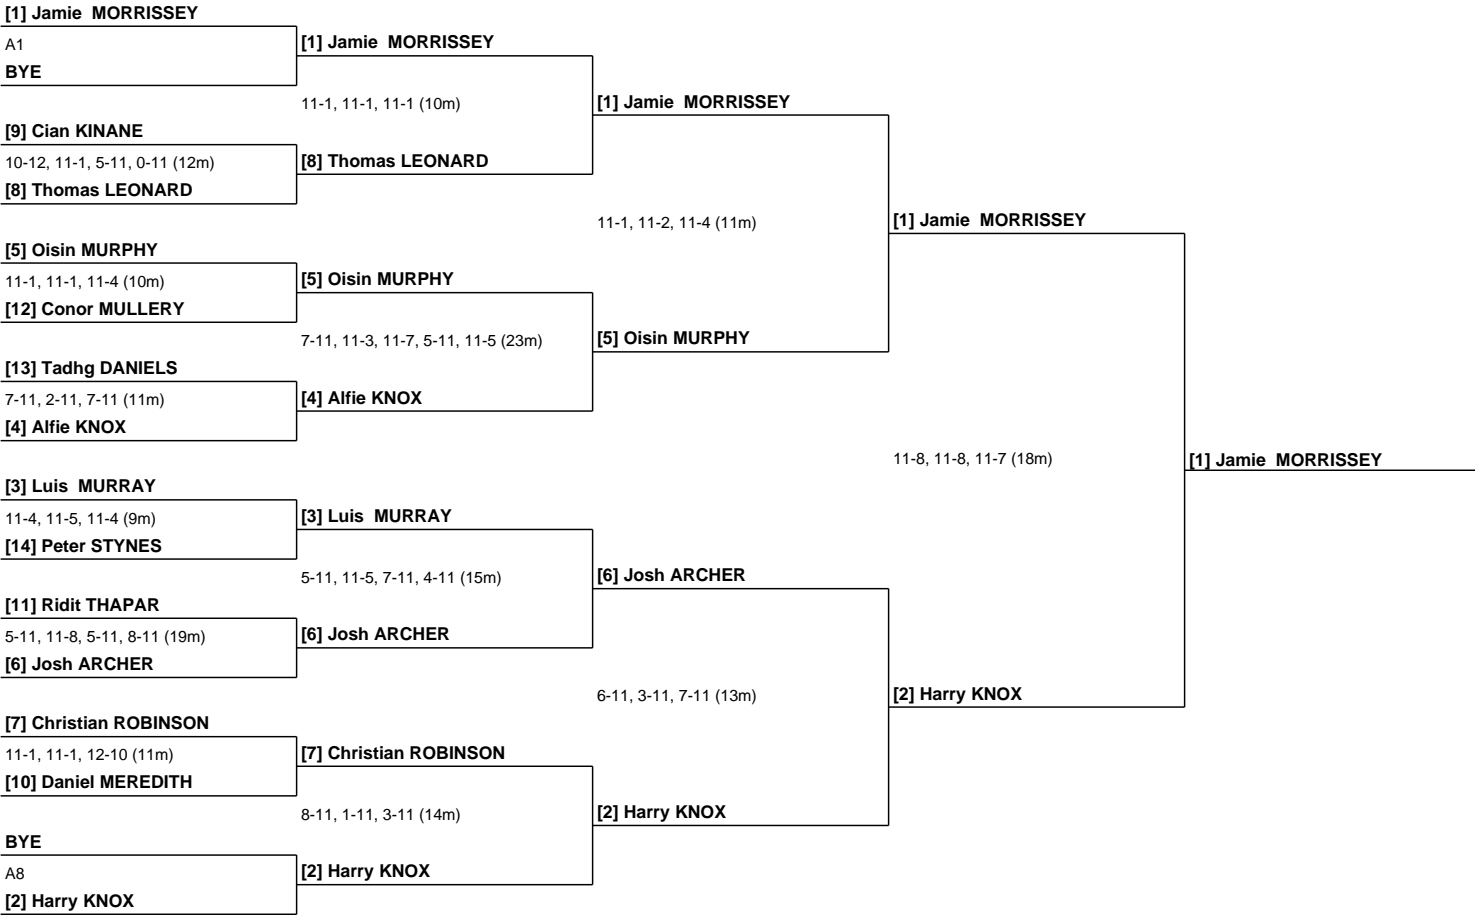 [1] Jamie  MORRISSEY
A1
BYE
[9] Cian KINANE
10-12, 11-1, 5-11, 0-11 (12m)
[8] Thomas LEONARD
[5] Oisin MURPHY
11-1, 11-1, 11-4 (10m)
[12] Conor MULLERY
[13] Tadhg DANIELS
7-11, 2-11, 7-11 (11m)
[4] Alfie KNOX
[3] Luis  MURRAY
11-4, 11-5, 11-4 (9m)
[14] Peter STYNES
[11] Ridit THAPAR
5-11, 11-8, 5-11, 8-11 (19m)
[6] Josh ARCHER
[7] Christian ROBINSON
11-1, 11-1, 12-10 (11m)
[10] Daniel MEREDITH
BYE
A8
[2] Harry KNOX
[1] Jamie  MORRISSEY
11-1, 11-1, 11-1 (10m)
[8] Thomas LEONARD
[5] Oisin MURPHY
7-11, 11-3, 11-7, 5-11, 11-5 (23m)
[4] Alfie KNOX
[3] Luis  MURRAY
5-11, 11-5, 7-11, 4-11 (15m)
[6] Josh ARCHER
[7] Christian ROBINSON
8-11, 1-11, 3-11 (14m)
[2] Harry KNOX
[1] Jamie  MORRISSEY
11-1, 11-2, 11-4 (11m)
[5] Oisin MURPHY
[6] Josh ARCHER
6-11, 3-11, 7-11 (13m)
[2] Harry KNOX
[1] Jamie  MORRISSEY
11-8, 11-8, 11-7 (18m)
[2] Harry KNOX
[1] Jamie  MORRISSEY